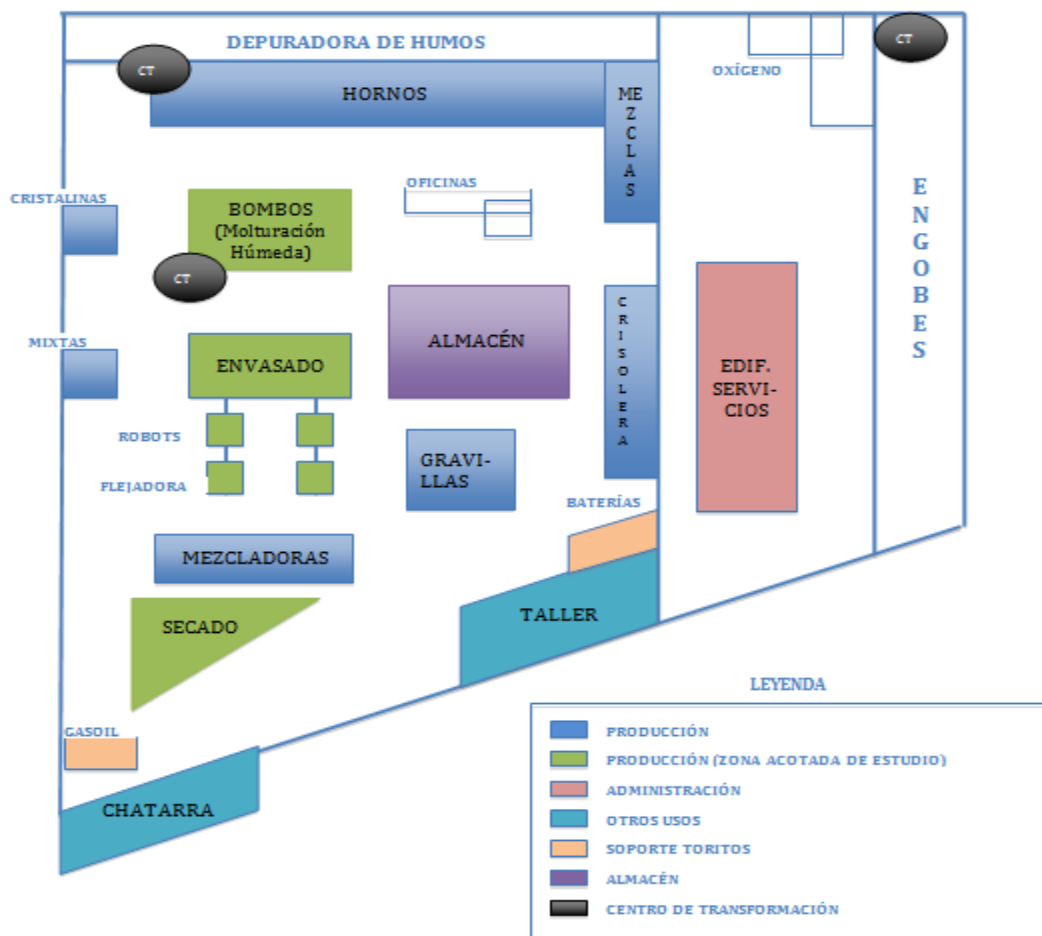 DEPURADORA DE HUMOS
CT
CT
OXÍGENO
HORNOS
ME
Z
C
L
A
S
CRISTALINAS
OFICINAS
BOMBOS
(Molturación
Húmeda)
CT
E
N
G
O
B
E
S
MIXTAS
ENVASADO
ALMACÉN
C
R
I
S
O
L
E
R
A
EDIF.
SERVI-
CIOS
ROBOTS
FLEJADORA
GRAVI-
LLAS
BATERÍAS
MEZCLADORAS
SECADO
TALLER
GASOIL
CHATARRA
LEYENDA
PRODUCCIÓN
PRODUCCIÓN (ZONA ACOTADA DE ESTUDIO)
ADMINISTRACIÓN
OTROS USOS
SOPORTE TORITOS
ALMACÉN
CENTRO DE TRANSFORMACIÓN